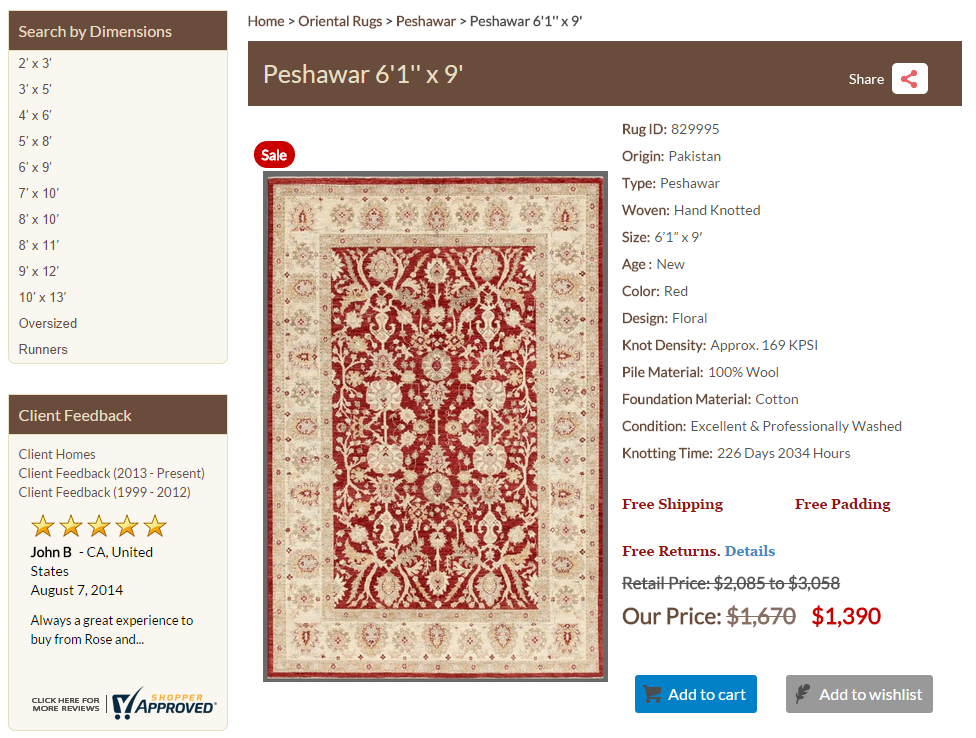 Search by Dimensions
2' x 3'
3' x 5'
4' x 6'
5' x 8'
6' x 9'
7' x 10'
8' x 10'
8' x 11'
9' x 12'
10' x 13'
Oversized
Runners
Client Feedback
Client Homes
Client Feedback (2013 - Present)
Client Feedback (1999 - 2012)
John B - CA, United
States
August 7, 2014
Always a great experience to
buy from Rose and...
CLICK HERE FOR
MORE REVIEWS
SHOPPER
APPROVED
Home > Oriental Rugs > Peshawar > Peshawar 6'1'' x 9'
Peshawar 6'1'' x 9'
Share
Sale
Rug ID: 829995
Origin: Pakistan
Type: Peshawar
Woven: Hand Knotted
Size: 6’1” x 9’
Age : New
Color: Red
Design: Floral
Knot Density: Approx. 169 KPSI
Pile Material: 100% Wool
Foundation Material: Cotton
Condition: Excellent & Professionally Washed
Knotting Time: 226 Days 2034 Hours
Free Shipping Free Padding
Free Returns. Details
Retail Price: $2,085 to $3,058
Our Price: $1,670 $1,390
Add to cart
Add to wishlist